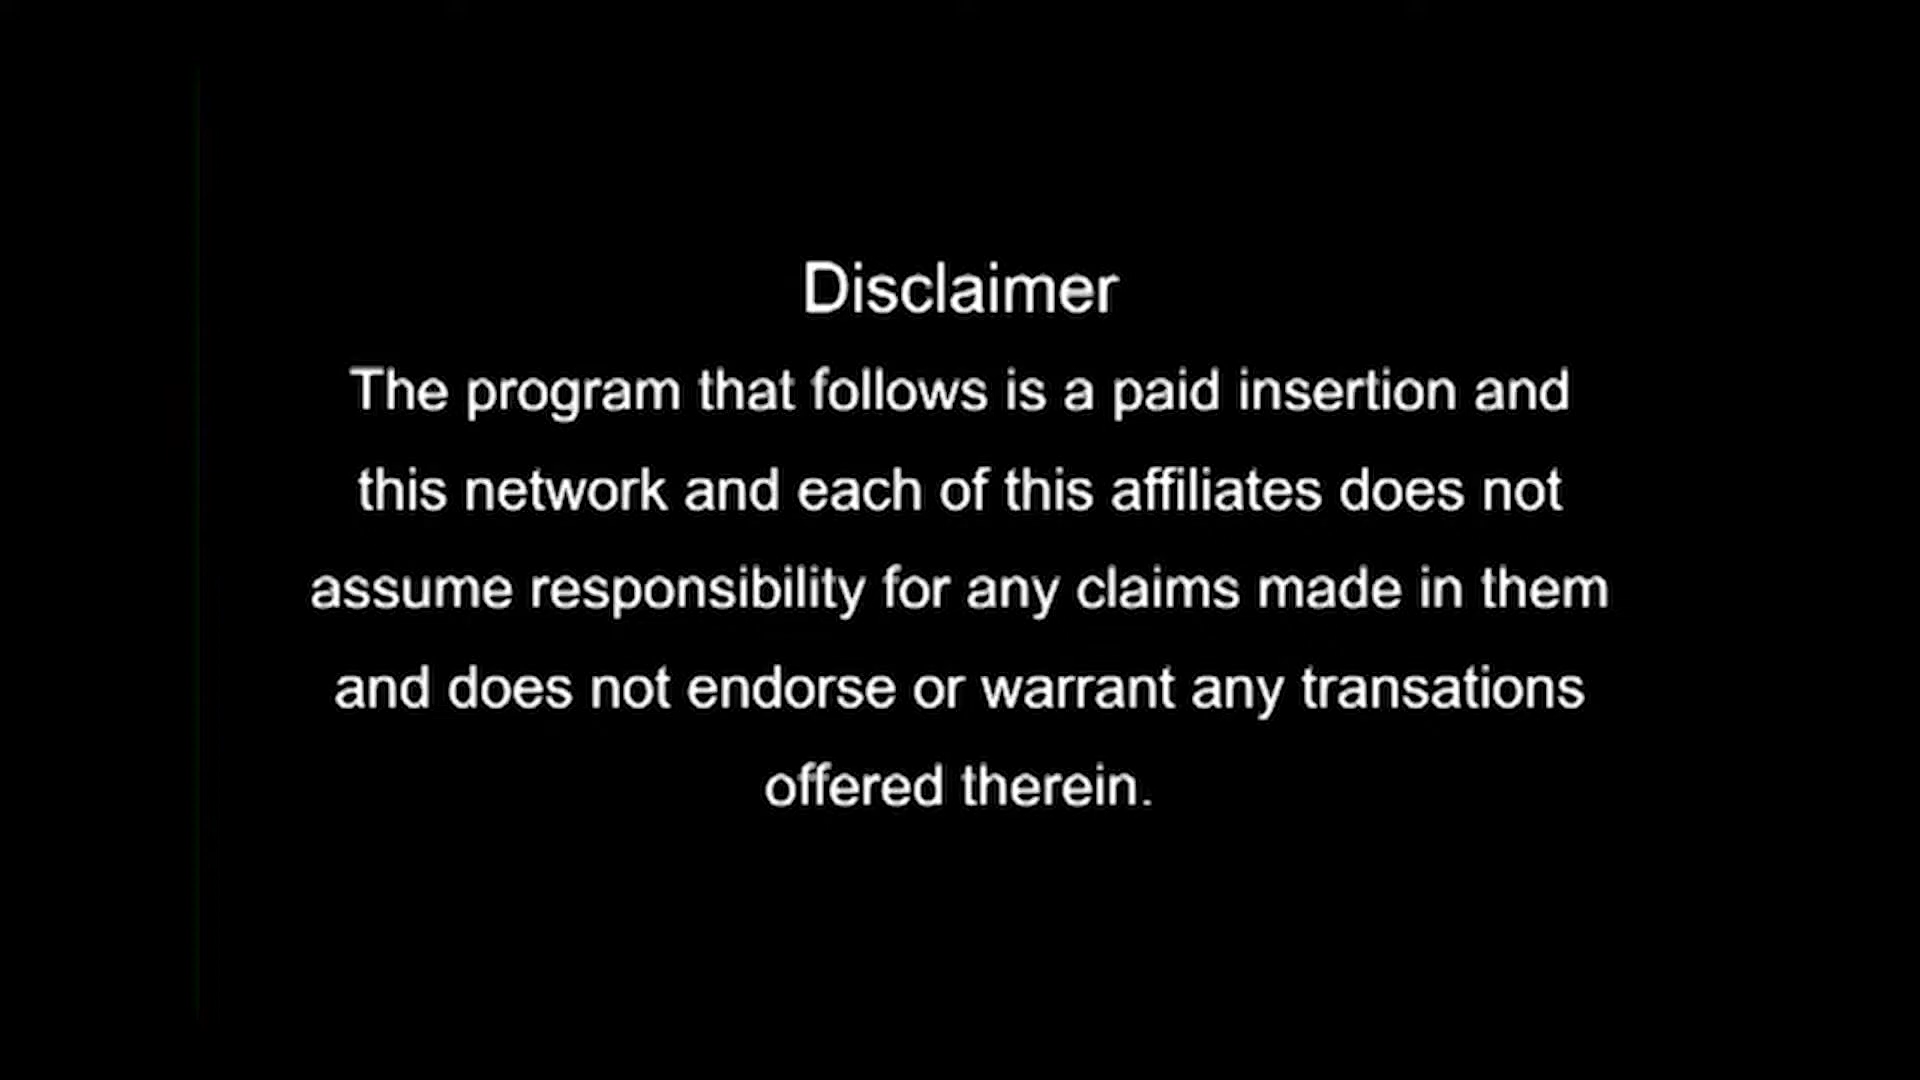 Disclaimer
The program that follows is a paid insertion and
this network and each of this affiliates does not
assume responsibility for any claims made in them
and does not endorse or warrant any transations
offered therein.